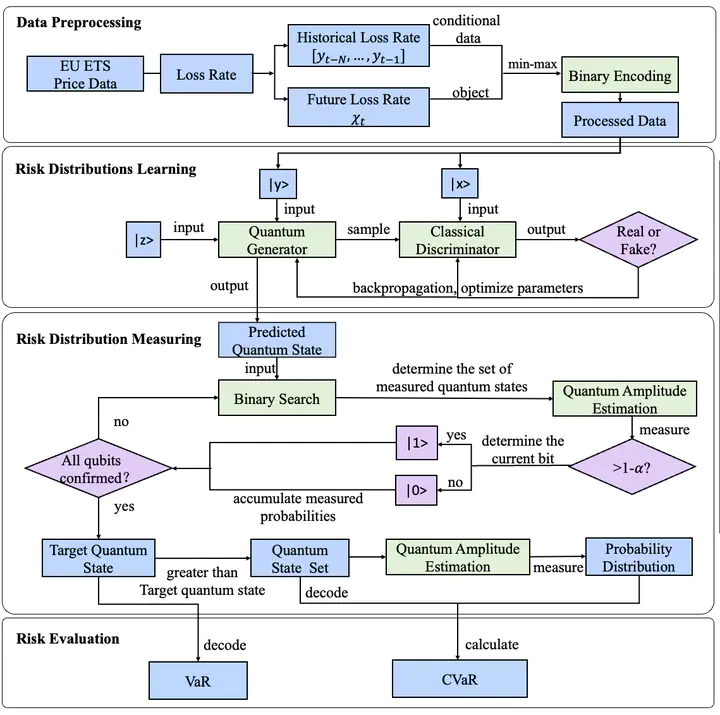 Data Preprocessing
EU ETS
Price Data
Loss Rate
Historical Loss Rate
[𝑦ₜ₋ₙ, … , 𝑦ₜ₋₁]
Future Loss Rate
𝜒ₜ
conditional
data
object
min-max
Binary Encoding
Processed Data
Risk Distributions Learning
|y>
|x>
input
input
|z>
input
Quantum
Generator
sample
Classical
Discriminator
output
Real or
Fake?
output
backpropagation, optimize parameters
Risk Distribution Measuring
Predicted
Quantum State
input
Binary Search
determine the set of
measured quantum states
Quantum Amplitude
Estimation
measure
>1-α?
determine the
current bit
yes
no
|1>
|0>
accumulate measured
probabilities
All qubits
confirmed?
no
yes
Target Quantum
State
greater than
Target quantum state
Quantum
State Set
Quantum Amplitude
Estimation
measure
Probability
Distribution
decode
Risk Evaluation
decode
VaR
calculate
CVaR